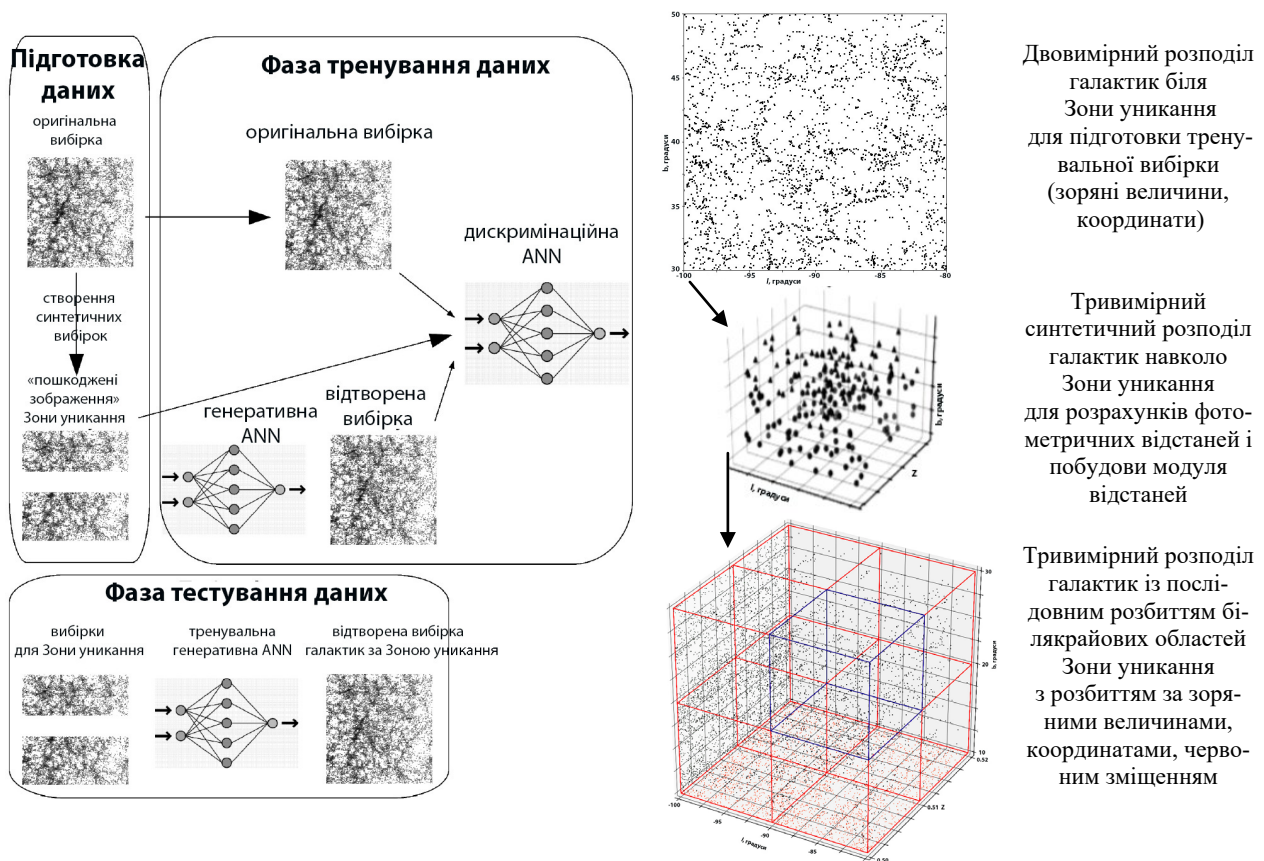 Підготовка
даних
оригінальна
вибірка
створення
синтетичних
вибірок
«пошкоджені
зображення»
Зони уникання
Фаза тренування даних
оригінальна вибірка
дискримінаційна
ANN
генеративна
ANN
відтворена
вибірка
Фаза тестування даних
вибірки
для Зони уникання
тренувальна
генеративна ANN
відтворена вибірка
галактик за Зоною уникання
50
45
40
35
30
b, градуси
-100
-95
-90
-85
-80
l, градуси
Двовимірний розподіл
галактик біля
Зони уникання
для підготовки трену-
вальної вибірки
(зоряні величини,
координати)
b, градуси
Z
l, градуси
Тривимірний
синтетичний розподіл
галактик навколо
Зони уникання
для розрахунків фото-
метричних відстаней і
побудови модуля
відстаней
30
20
10
b, градуси
0.52
0.51 Z
0.50
-100
-95
-90
-85
l, градуси
Тривимірний розподіл
галактик із послі-
довним розбиттям бі-
лякрайових областей
Зони уникання
з розбиттям за зоря-
ними величинами,
координатами, черво-
ним зміщенням